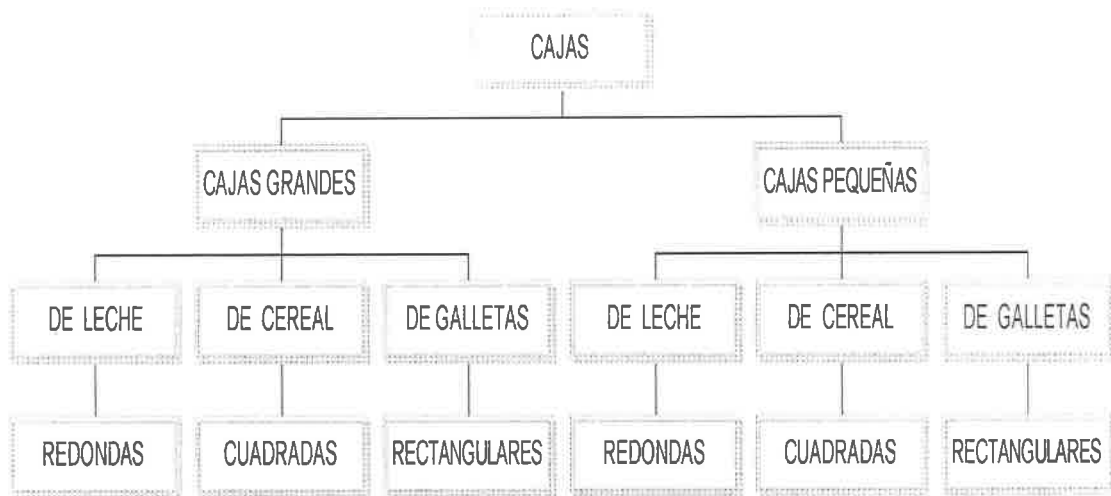 CAJAS
CAJAS GRANDES
CAJAS PEQUEÑAS
DE LECHE
DE CEREAL
DE GALLETAS
DE LECHE
DE CEREAL
DE GALLETAS
REDONDAS
CUADRADAS
RECTANGULARES
REDONDAS
CUADRADAS
RECTANGULARES